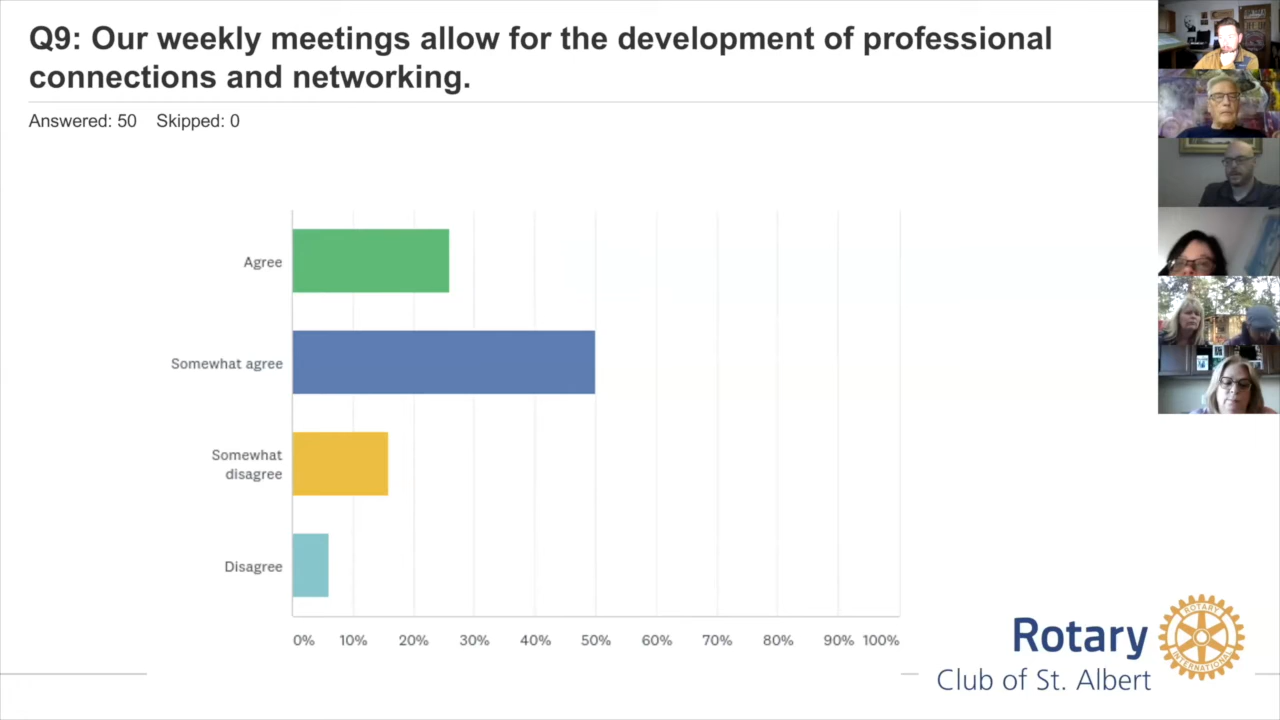 Q9: Our weekly meetings allow for the development of professional
connections and networking.
Answered: 50 Skipped: 0
Agree
Somewhat agree
Somewhat
disagree
Disagree
0% 10% 20% 30% 40% 50% 60% 70% 80% 90% 100%
Rotary
Club of St. Albert
ROTARY
INTERNATIONAL